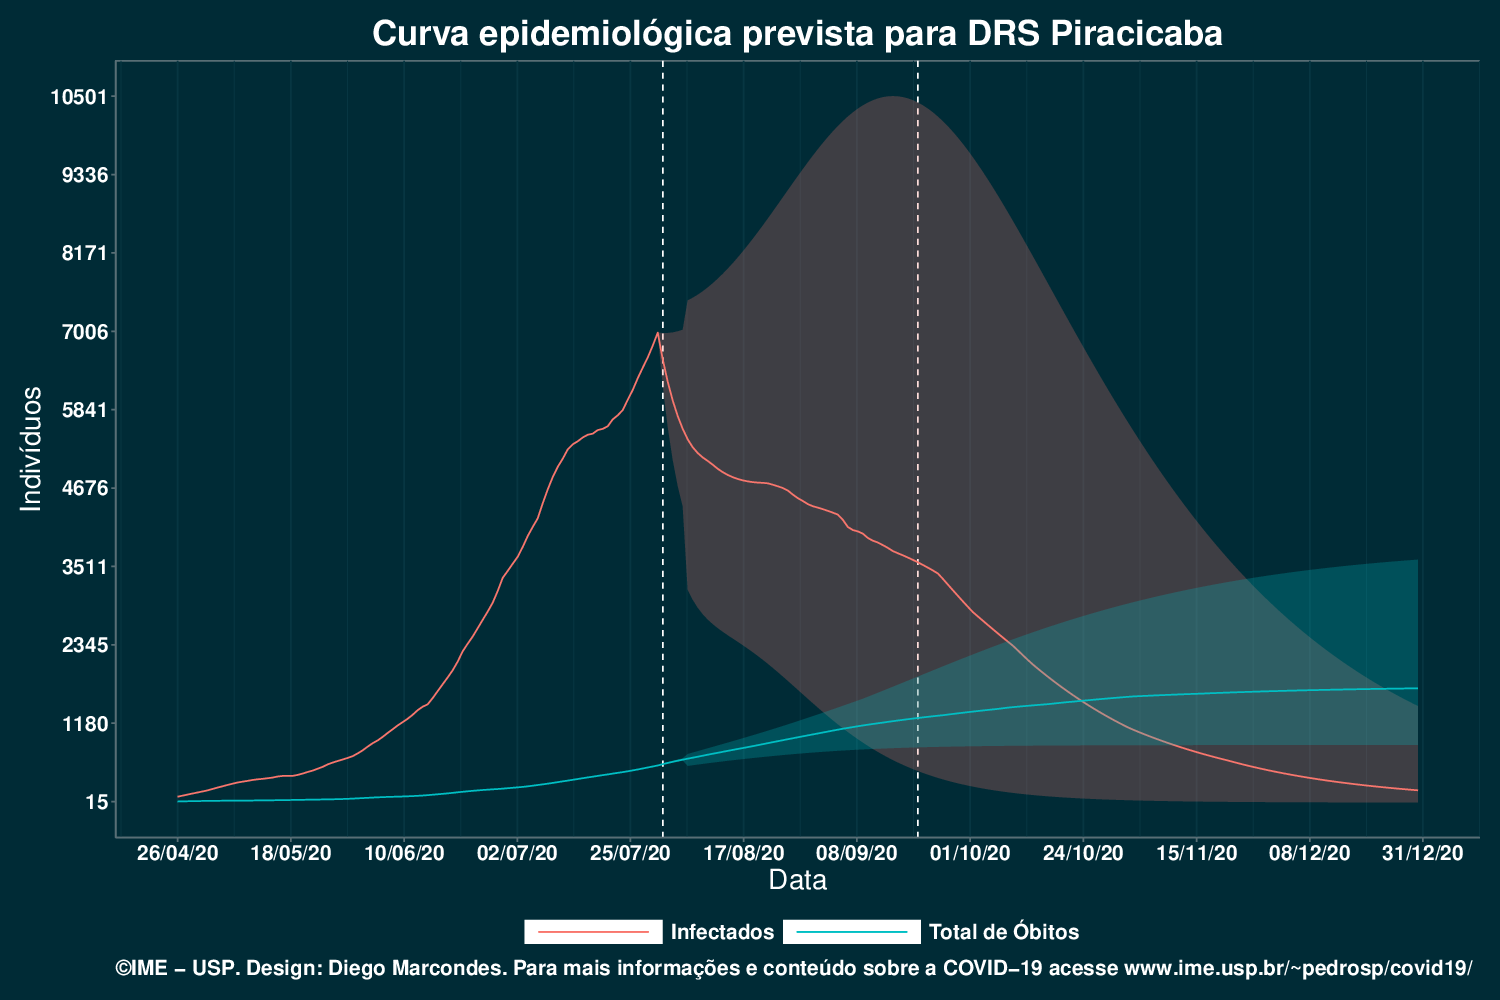 Curva epidemiológica prevista para DRS Piracicaba
10501
9336
8171
7006
5841
4676
3511
2345
1180
15
Indivíduos
26/04/20 18/05/20 10/06/20 02/07/20 25/07/20 17/08/20 08/09/20 01/10/20 24/10/20 15/11/20 08/12/20 31/12/20
Data
Infectados Total de Óbitos
©IME − USP. Design: Diego Marcondes. Para mais informações e conteúdo sobre a COVID−19 acesse www.ime.usp.br/~pedrosp/covid19/